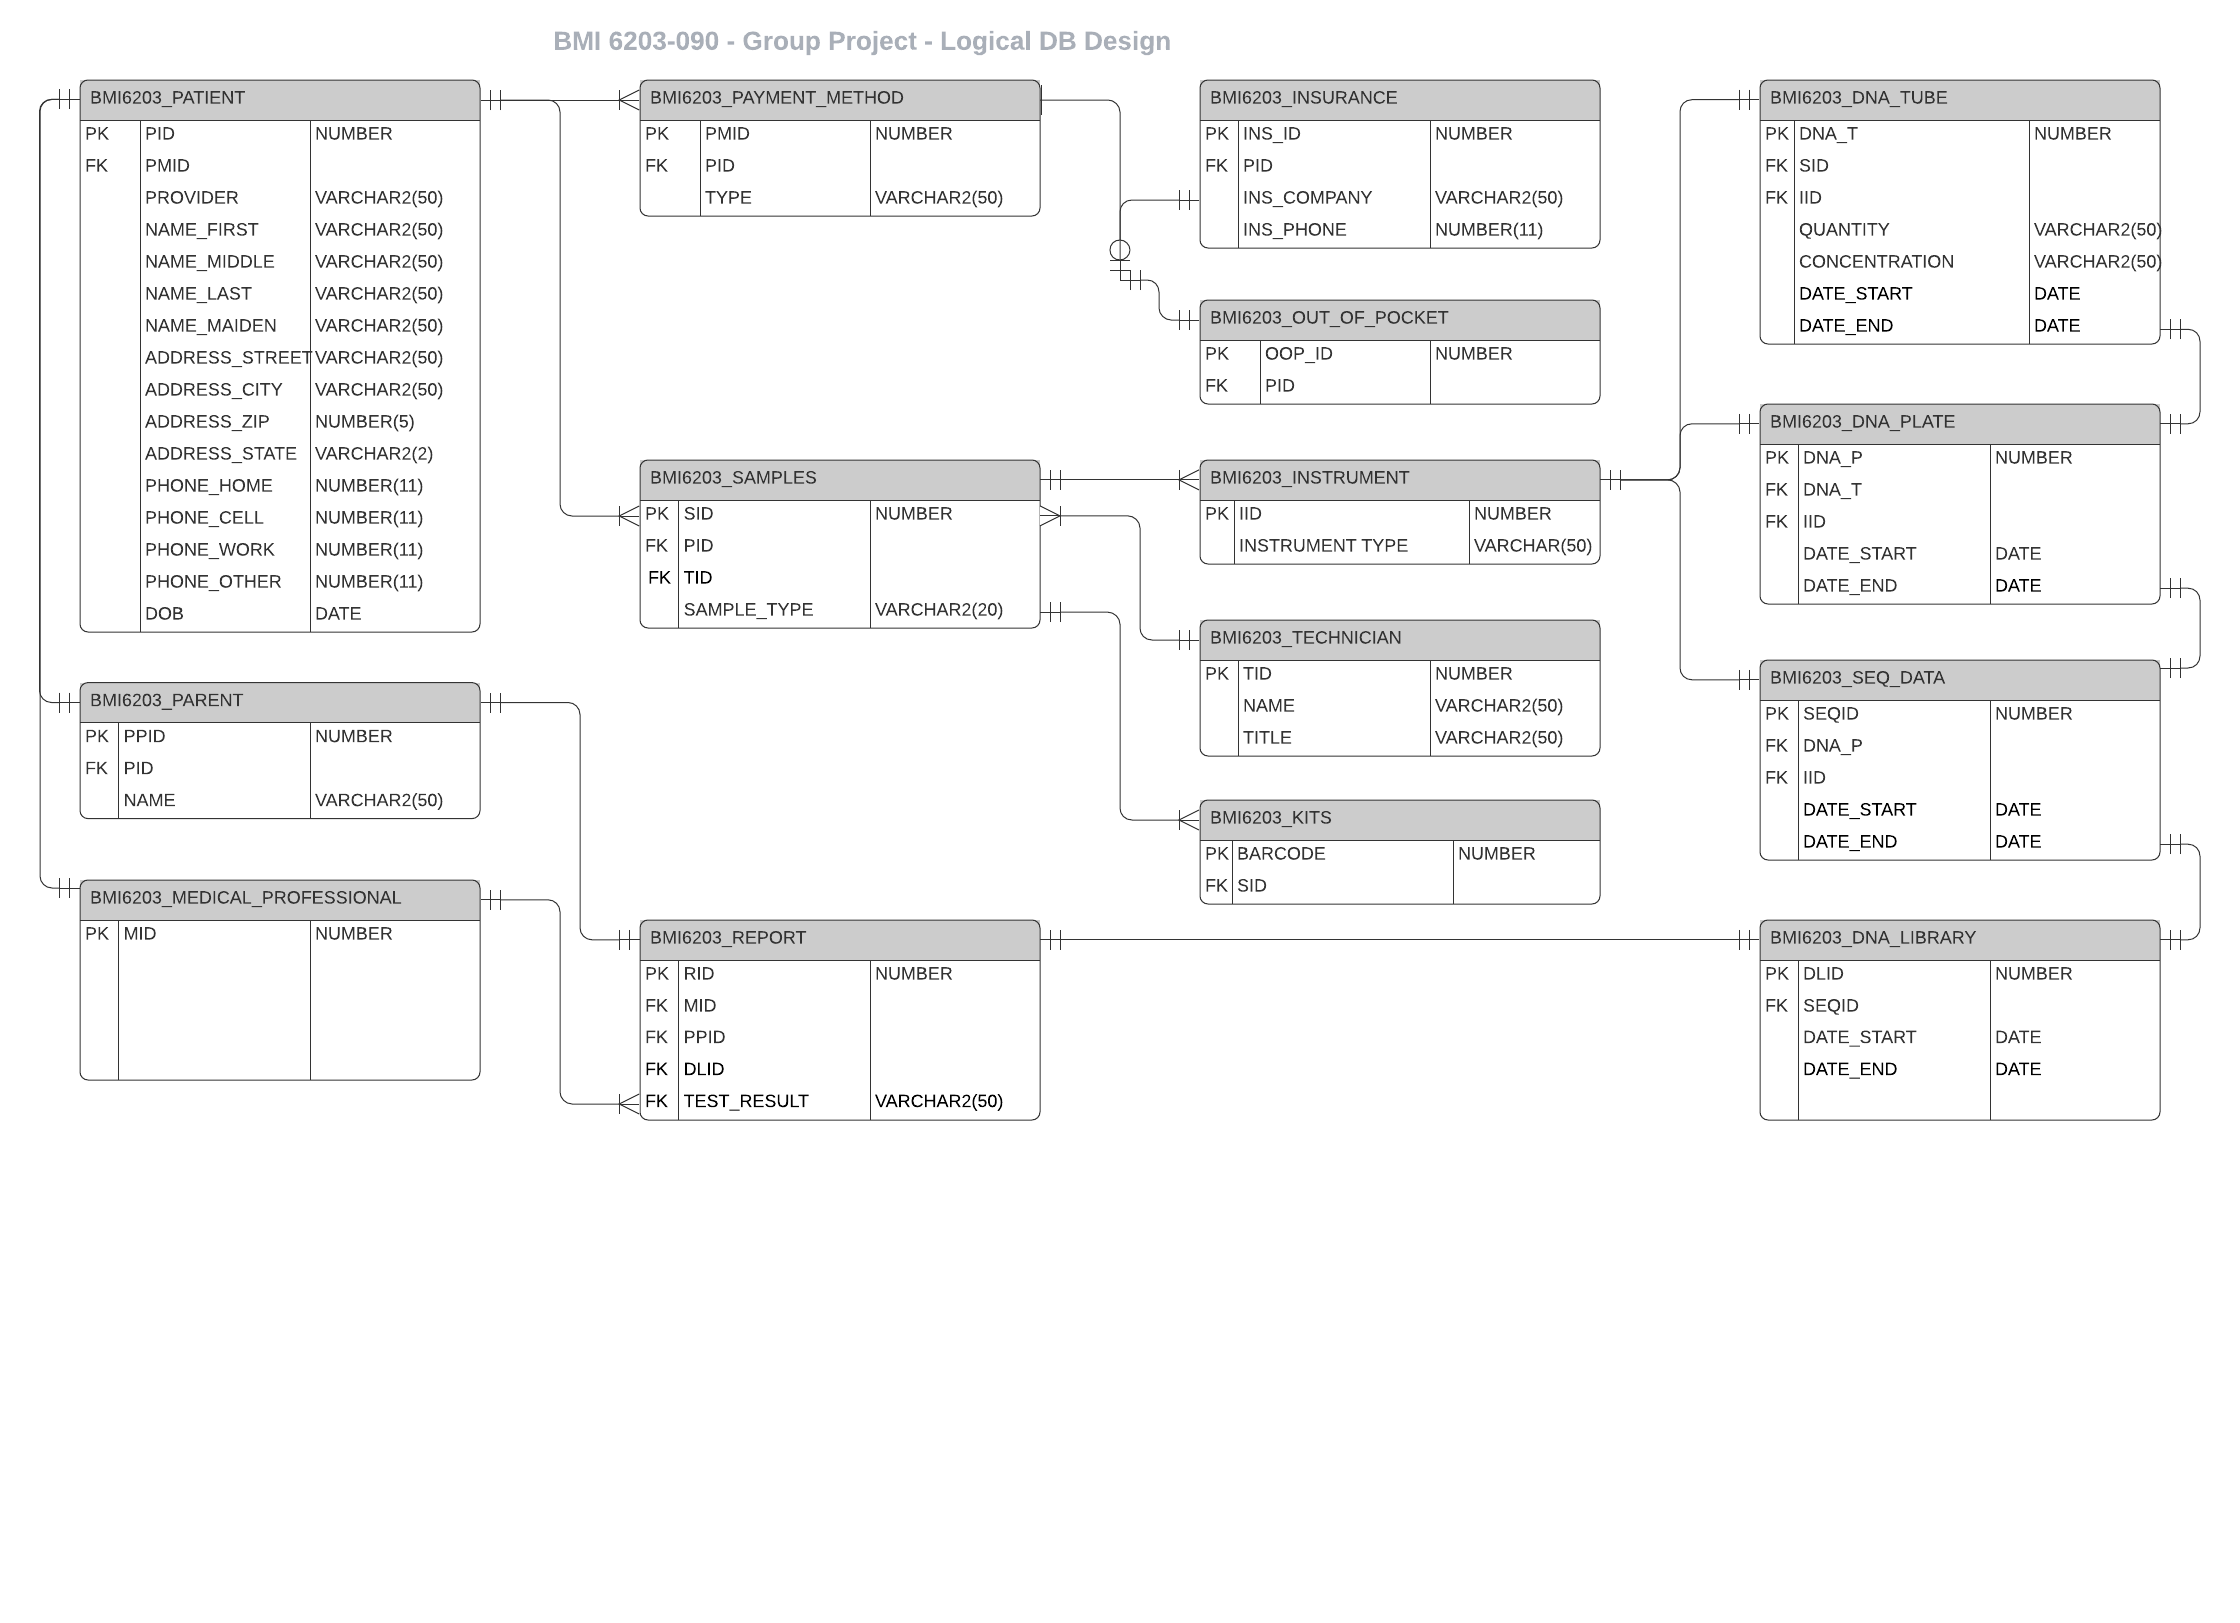 BMI 6203-090 - Group Project - Logical DB Design
BMI6203_PATIENT
PK PID NUMBER
FK PMID
PROVIDER VARCHAR2(50)
NAME_FIRST VARCHAR2(50)
NAME_MIDDLE VARCHAR2(50)
NAME_LAST VARCHAR2(50)
NAME_MAIDEN VARCHAR2(50)
ADDRESS_STREET VARCHAR2(50)
ADDRESS_CITY VARCHAR2(50)
ADDRESS_ZIP NUMBER(5)
ADDRESS_STATE VARCHAR2(2)
PHONE_HOME NUMBER(11)
PHONE_CELL NUMBER(11)
PHONE_WORK NUMBER(11)
PHONE_OTHER NUMBER(11)
DOB DATE
BMI6203_PARENT
PK PPID NUMBER
FK PID
NAME VARCHAR2(50)
BMI6203_MEDICAL_PROFESSIONAL
PK MID NUMBER
BMI6203_PAYMENT_METHOD
PK PMID NUMBER
FK PID
TYPE VARCHAR2(50)
BMI6203_SAMPLES
PK SID NUMBER
FK PID
FK TID
SAMPLE_TYPE VARCHAR2(20)
BMI6203_REPORT
PK RID NUMBER
FK MID
FK PPID
FK DLID
FK TEST_RESULT VARCHAR2(50)
BMI6203_INSURANCE
PK INS_ID NUMBER
FK PID
INS_COMPANY VARCHAR2(50)
INS_PHONE NUMBER(11)
BMI6203_OUT_OF_POCKET
PK OOP_ID NUMBER
FK PID
BMI6203_INSTRUMENT
PK IID NUMBER
INSTRUMENT TYPE VARCHAR(50)
BMI6203_TECHNICIAN
PK TID NUMBER
NAME VARCHAR2(50)
TITLE VARCHAR2(50)
BMI6203_KITS
PK BARCODE NUMBER
FK SID
BMI6203_DNA_TUBE
PK DNA_T NUMBER
FK SID
FK IID
QUANTITY VARCHAR2(50)
CONCENTRATION VARCHAR2(50)
DATE_START DATE
DATE_END DATE
BMI6203_DNA_PLATE
PK DNA_P NUMBER
FK DNA_T
FK IID
DATE_START DATE
DATE_END DATE
BMI6203_SEQ_DATA
PK SEQID NUMBER
FK DNA_P
FK IID
DATE_START DATE
DATE_END DATE
BMI6203_DNA_LIBRARY
PK DLID NUMBER
FK SEQID
DATE_START DATE
DATE_END DATE